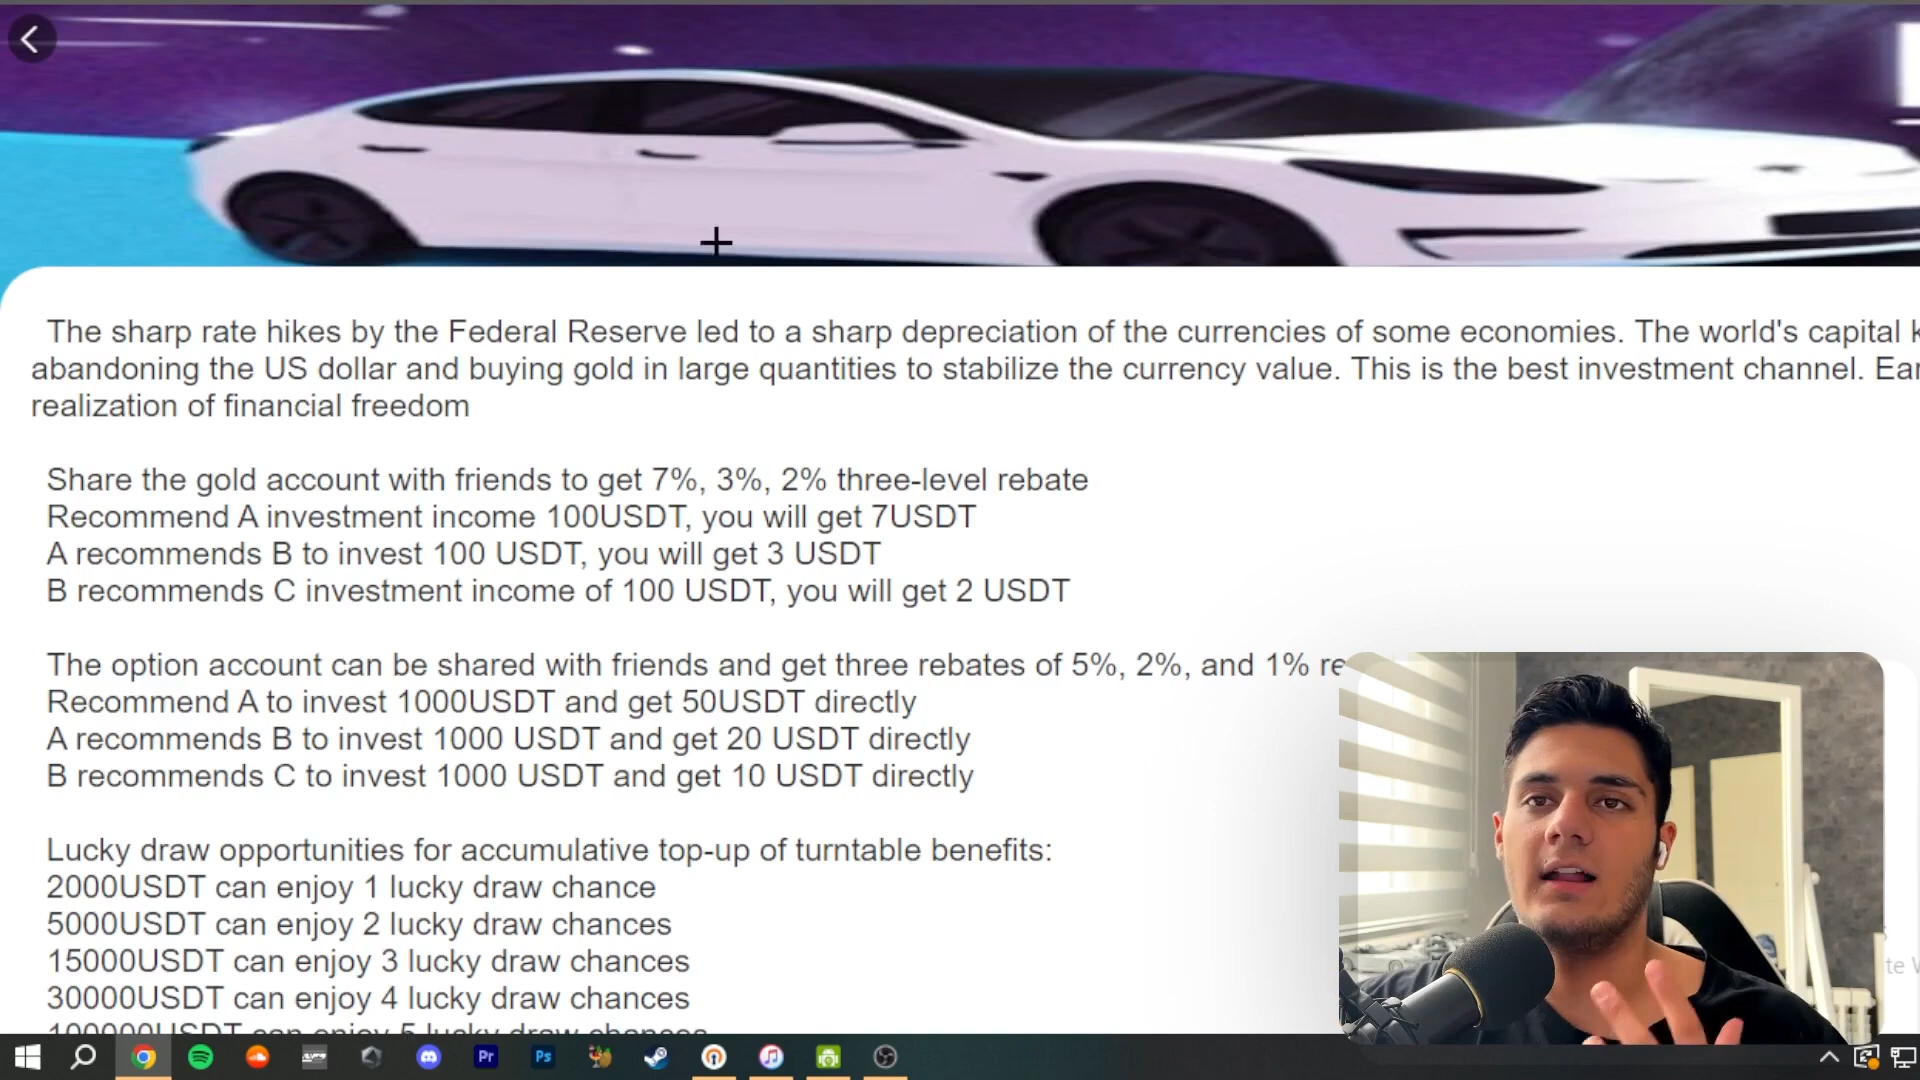 The sharp rate hikes by the Federal Reserve led to a sharp depreciation of the currencies of some economies. The world's capital
abandoning the US dollar and buying gold in large quantities to stabilize the currency value. This is the best investment channel.
realization of financial freedom
Share the gold account with friends to get 7%, 3%, 2% three-level rebate
Recommend A investment income 100USDT, you will get 7USDT
A recommends B to invest 100 USDT, you will get 3 USDT
B recommends C investment income of 100 USDT, you will get 2 USDT
The option account can be shared with friends and get three rebates of 5%, 2%, and 1%
Recommend A to invest 1000USDT and get 50USDT directly
A recommends B to invest 1000 USDT and get 20 USDT directly
B recommends C to invest 1000 USDT and get 10 USDT directly
Lucky draw opportunities for accumulative top-up of turntable benefits:
2000USDT can enjoy 1 lucky draw chance
5000USDT can enjoy 2 lucky draw chances
15000USDT can enjoy 3 lucky draw chances
30000USDT can enjoy 4 lucky draw chances
100000USDT can enjoy 5 lucky draw chances
Pr
Ps